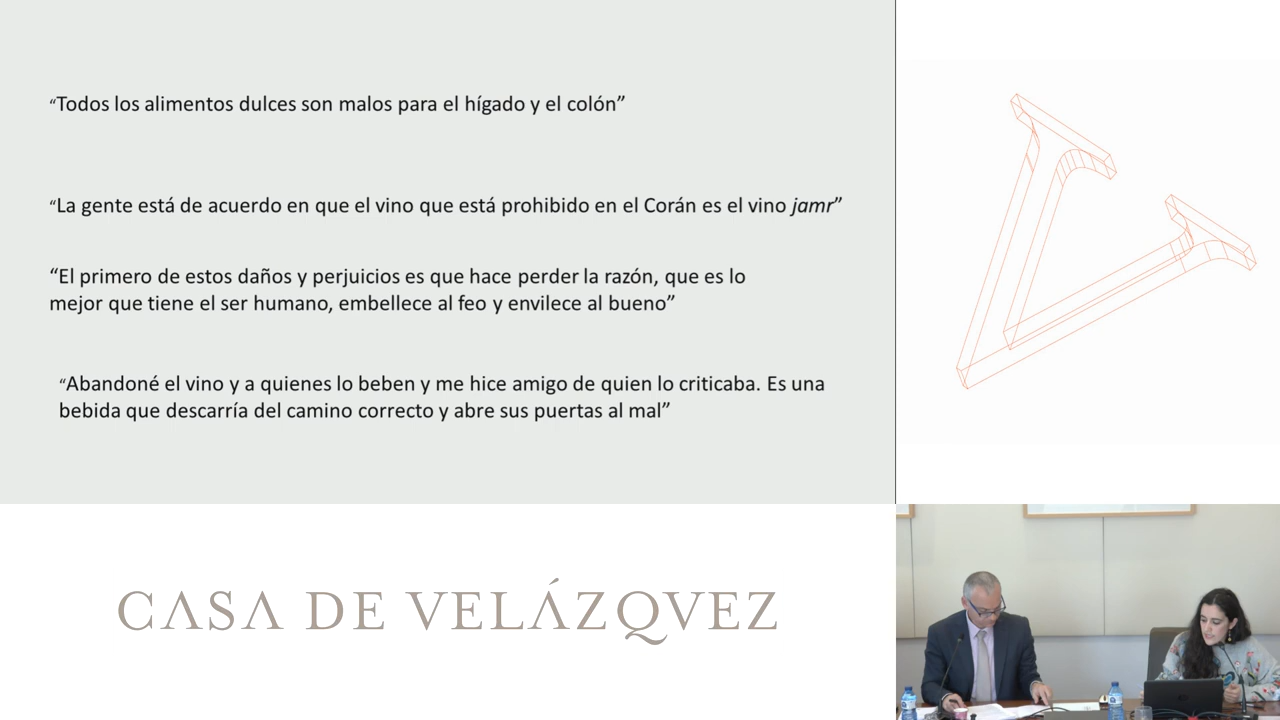 “Todos los alimentos dulces son malos para el hígado y el colón”
“La gente está de acuerdo en que el vino que está prohibido en el Corán es el vino jamr”
“El primero de estos daños y perjuicios es que hace perder la razón, que es lo
mejor que tiene el ser humano, embellece al feo y envilece al bueno”
“Abandoné el vino y a quienes lo beben y me hice amigo de quien lo criticaba. Es una
bebida que descarría del camino correcto y abre sus puertas al mal”
CASA DE VELÁZQVEZ